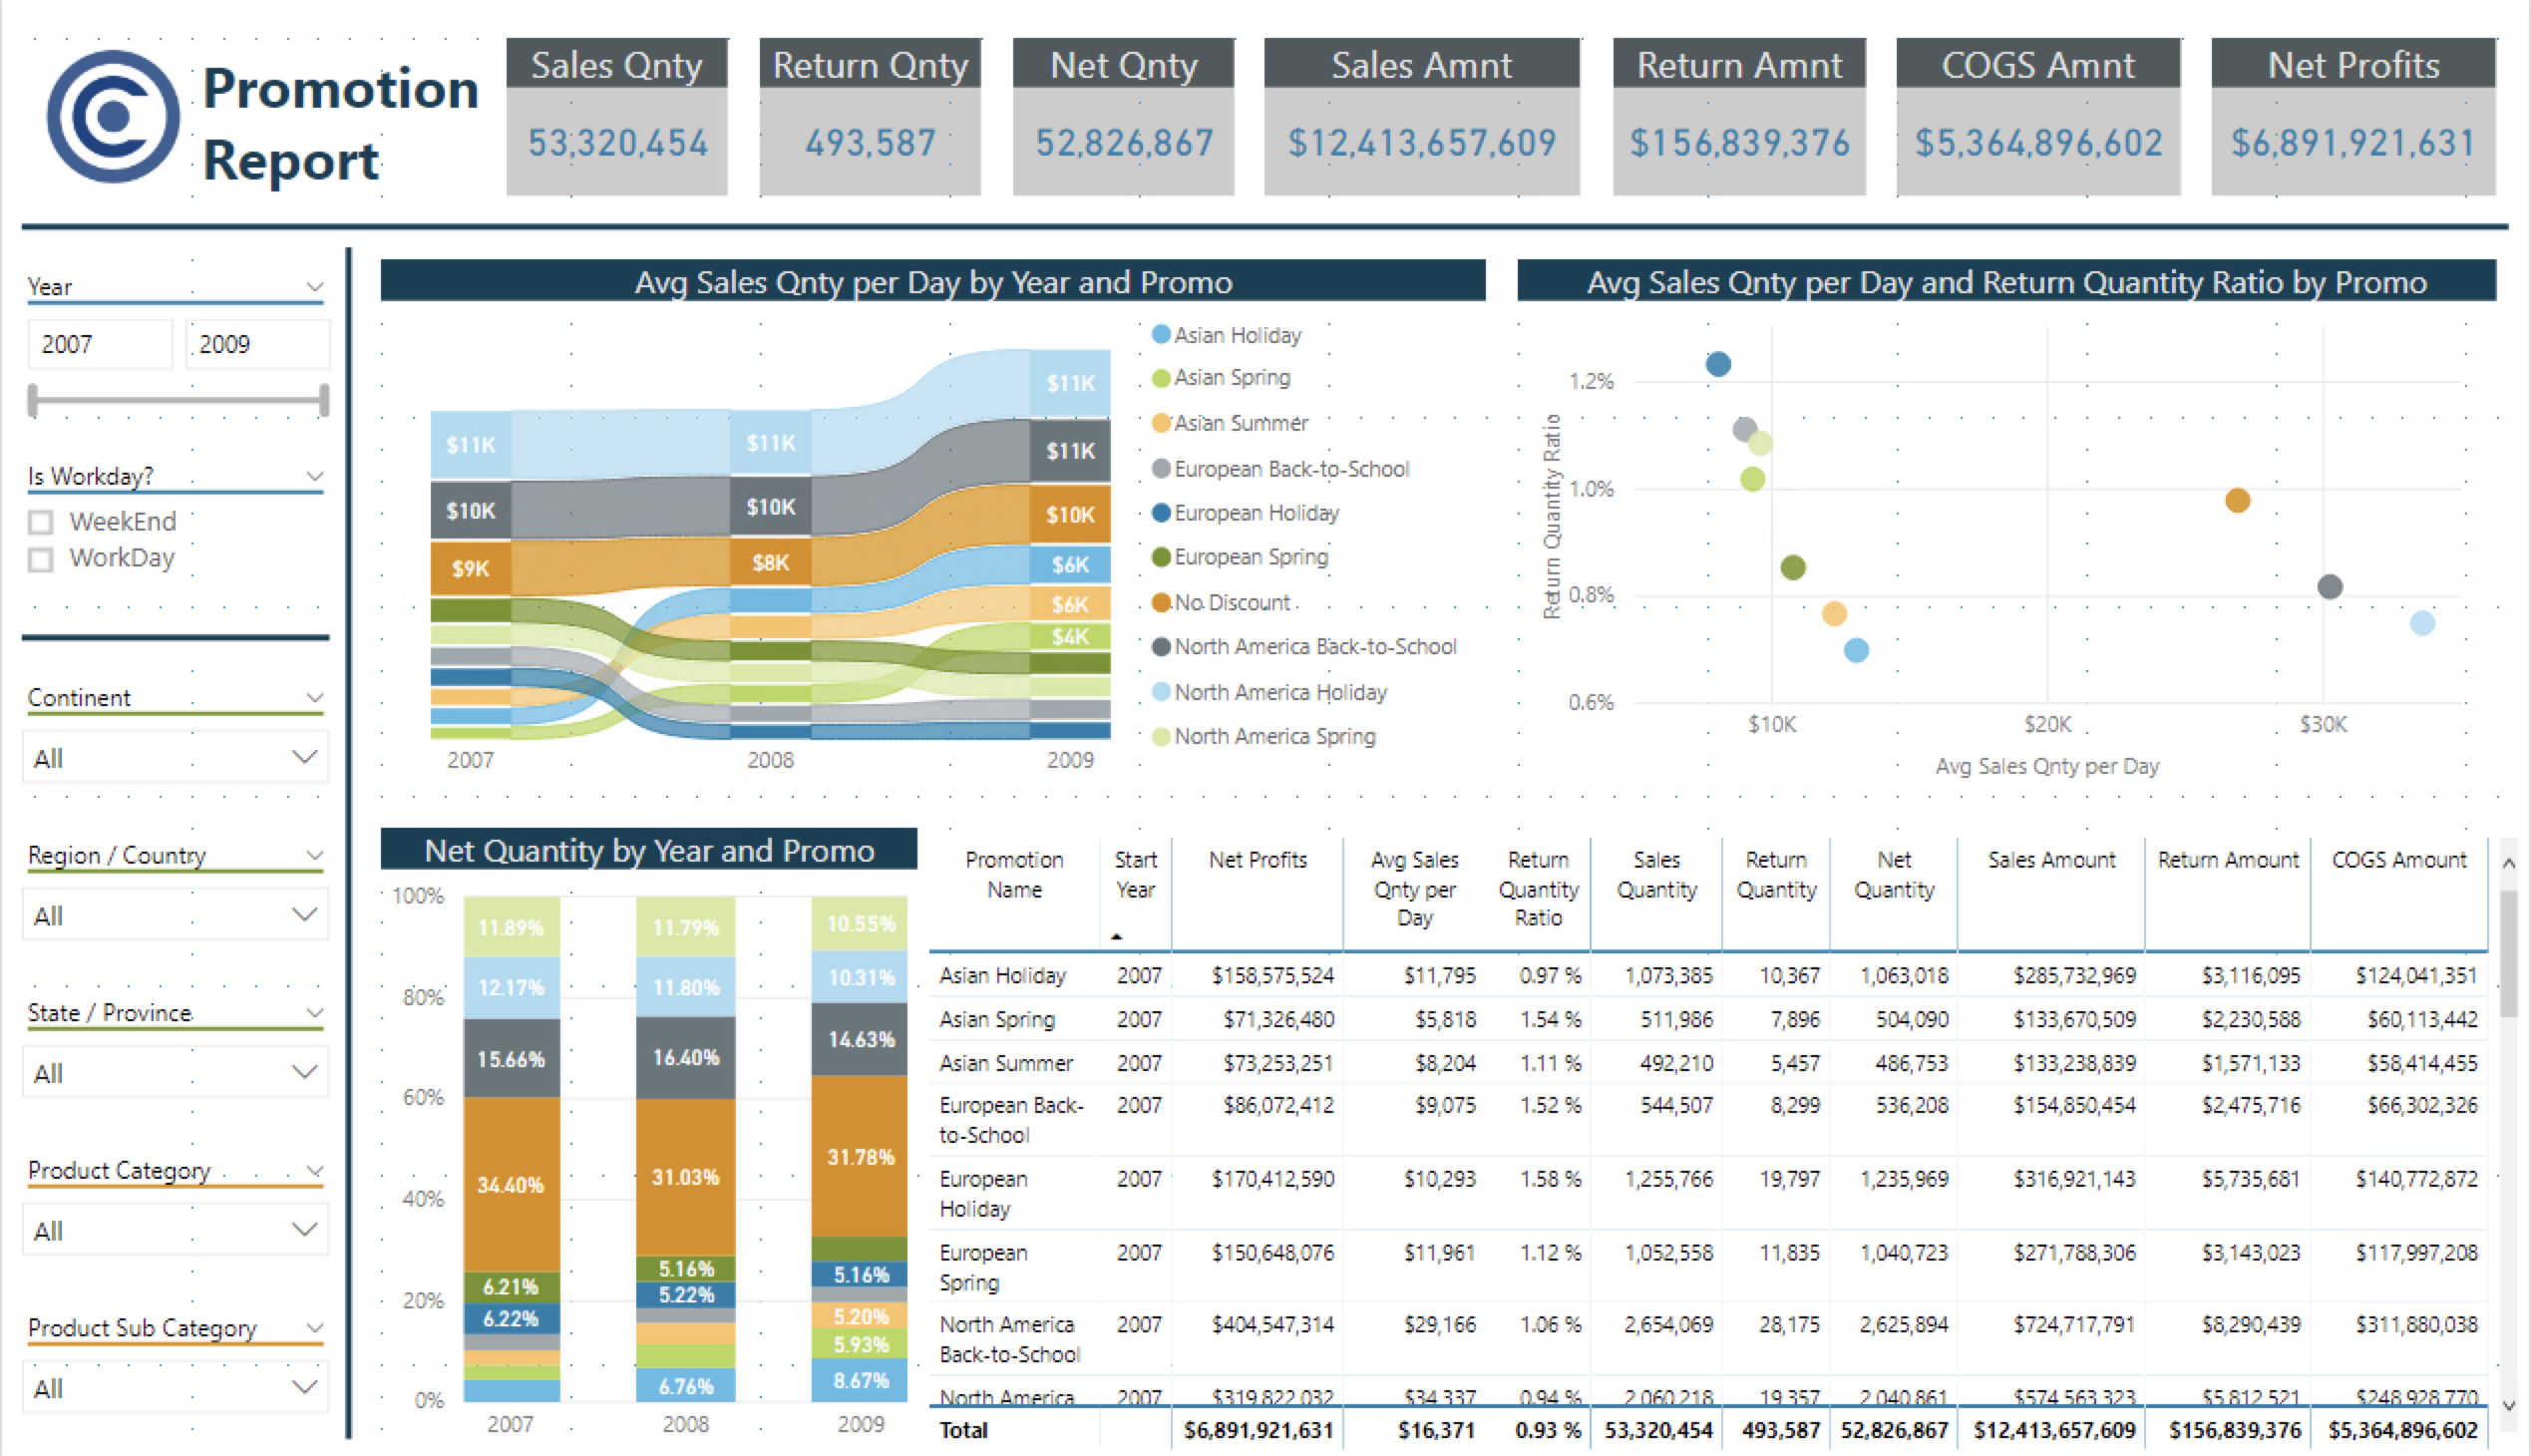 Promotion
Report
Sales Qnty
53,320,454
Return Qnty
493,587
Net Qnty
52,826,867
Sales Amnt
$12,413,657,609
Return Amnt
$156,839,376
COGS Amnt
$5,364,896,602
Net Profits
$6,891,921,631
Year
2007 2009
Is Workday?
WeekEnd
WorkDay
Continent
All
Region / Country
All
State / Province
All
Product Category
All
Product Sub Category
All
Avg Sales Qnty per Day by Year and Promo
$11K $11K $11K
$10K $10K $11K
$9K $8K $10K
$6K
$6K
$4K
2007 2008 2009
Asian Holiday
Asian Spring
Asian Summer
European Back-to-School
European Holiday
European Spring
No Discount
North America Back-to-School
North America Holiday
North America Spring
Avg Sales Qnty per Day and Return Quantity Ratio by Promo
Return Quantity Ratio
1.2%
1.0%
0.8%
0.6%
$10K $20K $30K
Avg Sales Qnty per Day
Net Quantity by Year and Promo
100%
80%
60%
40%
20%
0%
11.89% 11.79% 10.55%
12.17% 11.80% 10.31%
15.66% 16.40% 14.63%
34.40% 31.03% 31.78%
6.21% 5.16% 5.16%
6.22% 5.22% 5.20%
5.93%
6.76% 8.67%
2007 2008 2009
Promotion Name Start Year Net Profits Avg Sales Qnty per Day Return Quantity Ratio Sales Quantity Return Quantity Net Quantity Sales Amount Return Amount COGS Amount
Asian Holiday 2007 $158,575,524 $11,795 0.97 % 1,073,385 10,367 1,063,018 $285,732,969 $3,116,095 $124,041,351
Asian Spring 2007 $71,326,480 $5,818 1.54 % 511,986 7,896 504,090 $133,670,509 $2,230,588 $60,113,442
Asian Summer 2007 $73,253,251 $8,204 1.11 % 492,210 5,457 486,753 $133,238,839 $1,571,133 $58,414,455
European Back- 2007 $86,072,412 $9,075 1.52 % 544,507 8,299 536,208 $154,850,454 $2,475,716 $66,302,326
to-School
European 2007 $170,412,590 $10,293 1.58 % 1,255,766 19,797 1,235,969 $316,921,143 $5,735,681 $140,772,872
Holiday
European 2007 $150,648,076 $11,961 1.12 % 1,052,558 11,835 1,040,723 $271,788,306 $3,143,023 $117,997,208
Spring
North America 2007 $404,547,314 $29,166 1.06 % 2,654,069 28,175 2,625,894 $724,717,791 $8,290,439 $311,880,038
Back-to-School
North America 2007 $319,822,032 $34,337 0.94 % 2,060,218 19,357 2,040,861 $574,563,323 $5,812,521 $248,928,770
Total $6,891,921,631 $16,371 0.93 % 53,320,454 493,587 52,826,867 $12,413,657,609 $156,839,376 $5,364,896,602